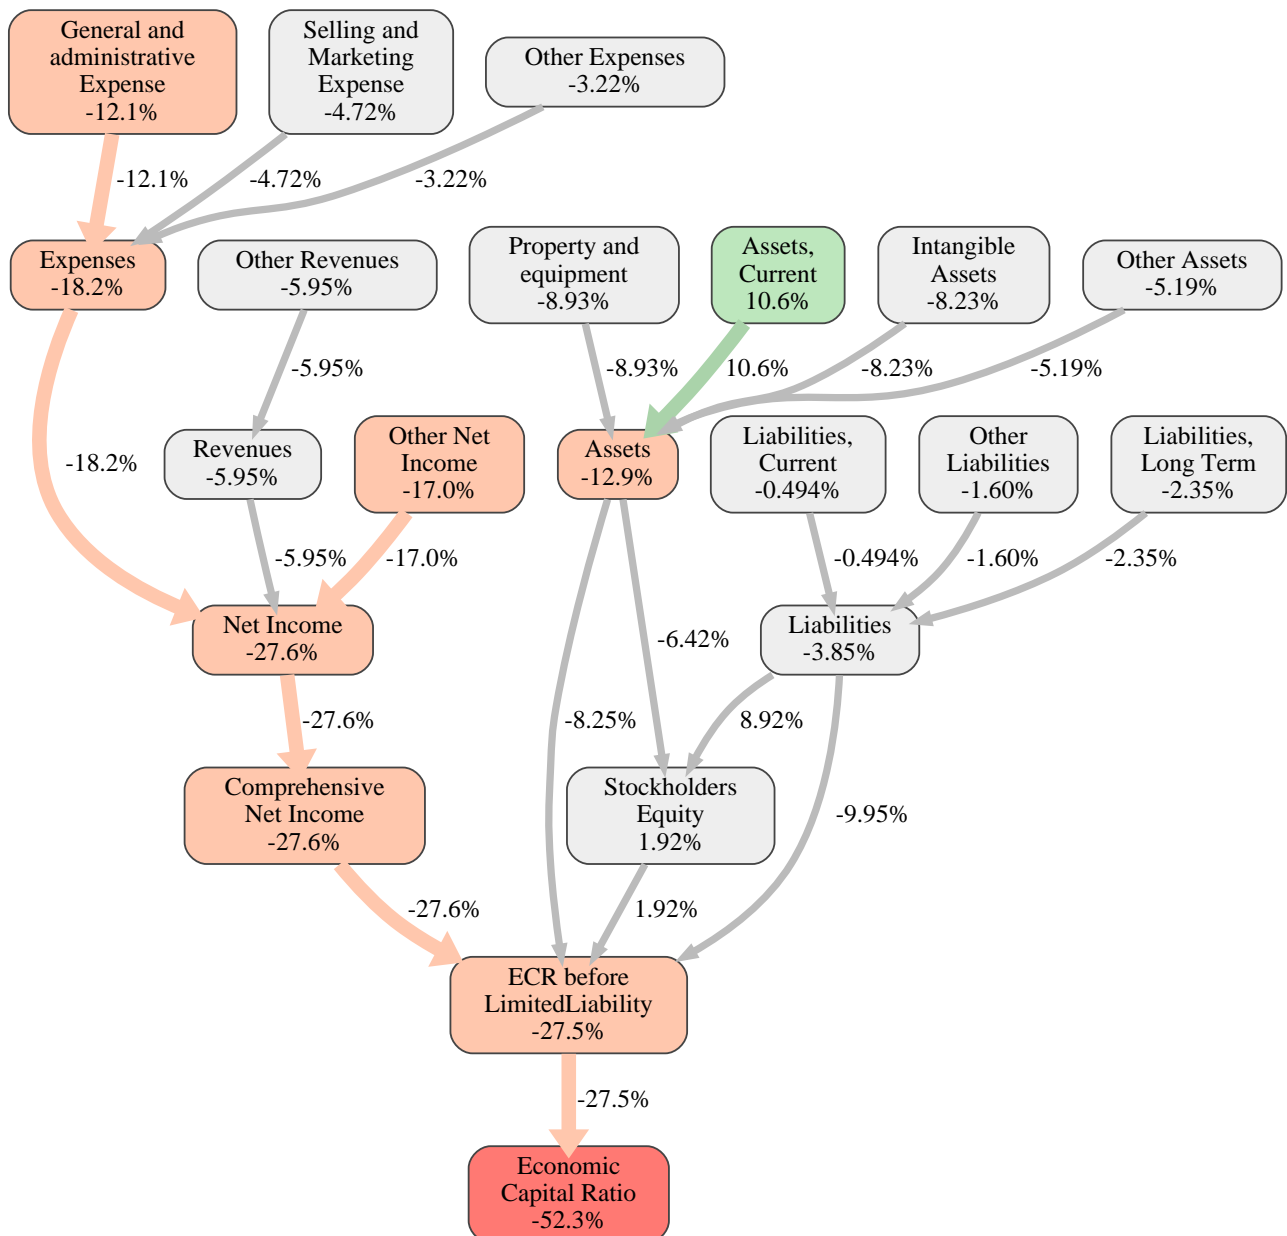 General and
administrative
Expense
-12.1%
Selling and
Marketing
Expense
-4.72%
Other Expenses
-3.22%
-12.1%
-4.72%
-3.22%
Expenses
-18.2%
Other Revenues
-5.95%
Property and
equipment
-8.93%
Assets,
Current
10.6%
Intangible
Assets
-8.23%
Other Assets
-5.19%
-5.95%
-8.93%
10.6%
-8.23%
-5.19%
-18.2%
Revenues
-5.95%
Other Net
Income
-17.0%
Assets
-12.9%
Liabilities,
Current
-0.494%
Other
Liabilities
-1.60%
Liabilities,
Long Term
-2.35%
-5.95%
-17.0%
-0.494%
-1.60%
-2.35%
Net Income
-27.6%
-6.42%
Liabilities
-3.85%
-27.6%
-8.25%
8.92%
Comprehensive
Net Income
-27.6%
Stockholders
Equity
1.92%
-9.95%
-27.6%
1.92%
ECR before
LimitedLiability
-27.5%
-27.5%
Economic
Capital Ratio
-52.3%